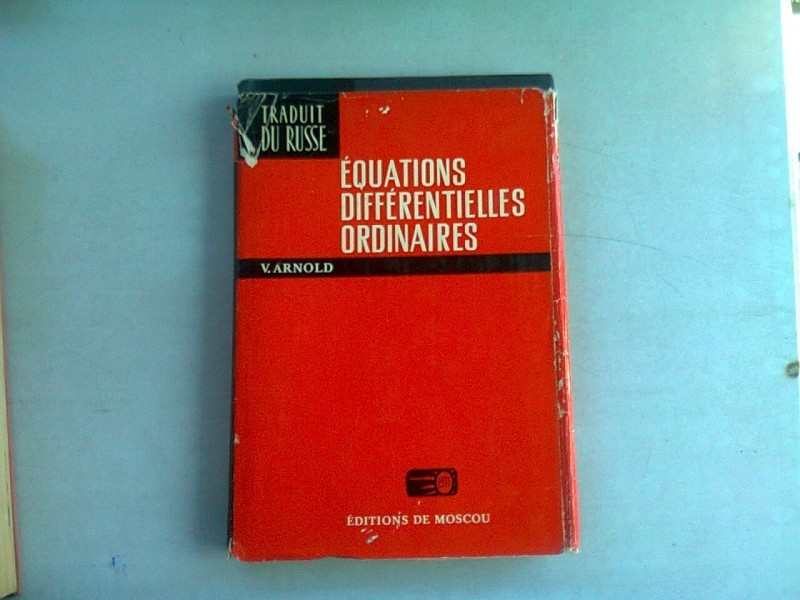 TRADUIT
DU RUSSE
ÉQUATIONS
DIFFÉRENTIELLES
ORDINAIRES
V. ARNOLD
ÉDITIONS DE MOSCOU